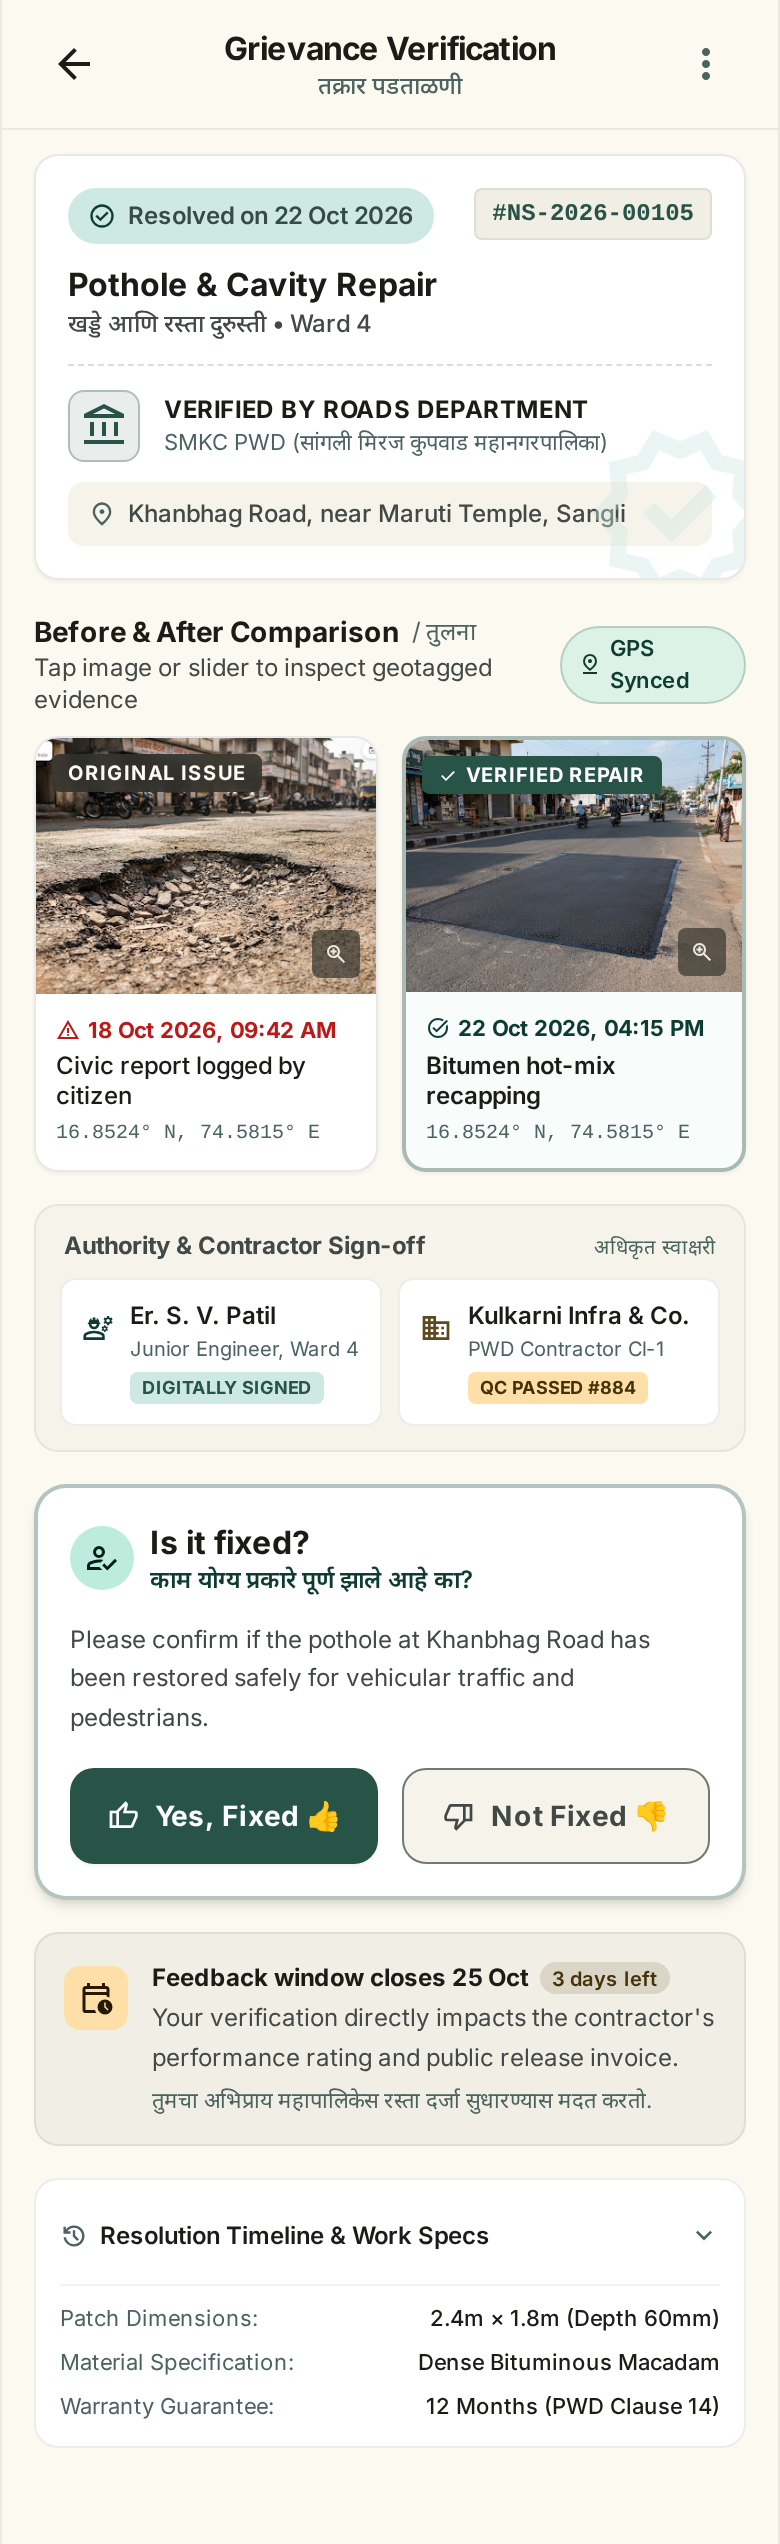 Grievance Verification
तक्रार पडताळणी
Resolved on 22 Oct 2026
#NS-2026-00105
Pothole & Cavity Repair
खड्डे आणि रस्ता दुरुस्ती • Ward 4
VERIFIED BY ROADS DEPARTMENT
SMKC PWD (सांगली मिरज कुपवाड महानगरपालिका)
Khanbhag Road, near Maruti Temple, Sangli
Before & After Comparison / तुलना
Tap image or slider to inspect geotagged
evidence
GPS
Synced
ORIGINAL ISSUE
18 Oct 2026, 09:42 AM
Civic report logged by
citizen
16.8524° N, 74.5815° E
VERIFIED REPAIR
22 Oct 2026, 04:15 PM
Bitumen hot-mix
recapping
16.8524° N, 74.5815° E
Authority & Contractor Sign-off
अधिकृत स्वाक्षरी
Er. S. V. Patil
Junior Engineer, Ward 4
DIGITALLY SIGNED
Kulkarni Infra & Co.
PWD Contractor Cl-1
QC PASSED #884
Is it fixed?
काम योग्य प्रकारे पूर्ण झाले आहे का?
Please confirm if the pothole at Khanbhag Road has
been restored safely for vehicular traffic and
pedestrians.
Yes, Fixed 👍
Not Fixed 👎
Feedback window closes 25 Oct
3 days left
Your verification directly impacts the contractor's
performance rating and public release invoice.
तुमचा अभिप्राय महापालिकेस रस्ता दर्जा सुधारण्यास मदत करतो.
Resolution Timeline & Work Specs
Patch Dimensions: 2.4m × 1.8m (Depth 60mm)
Material Specification: Dense Bituminous Macadam
Warranty Guarantee: 12 Months (PWD Clause 14)